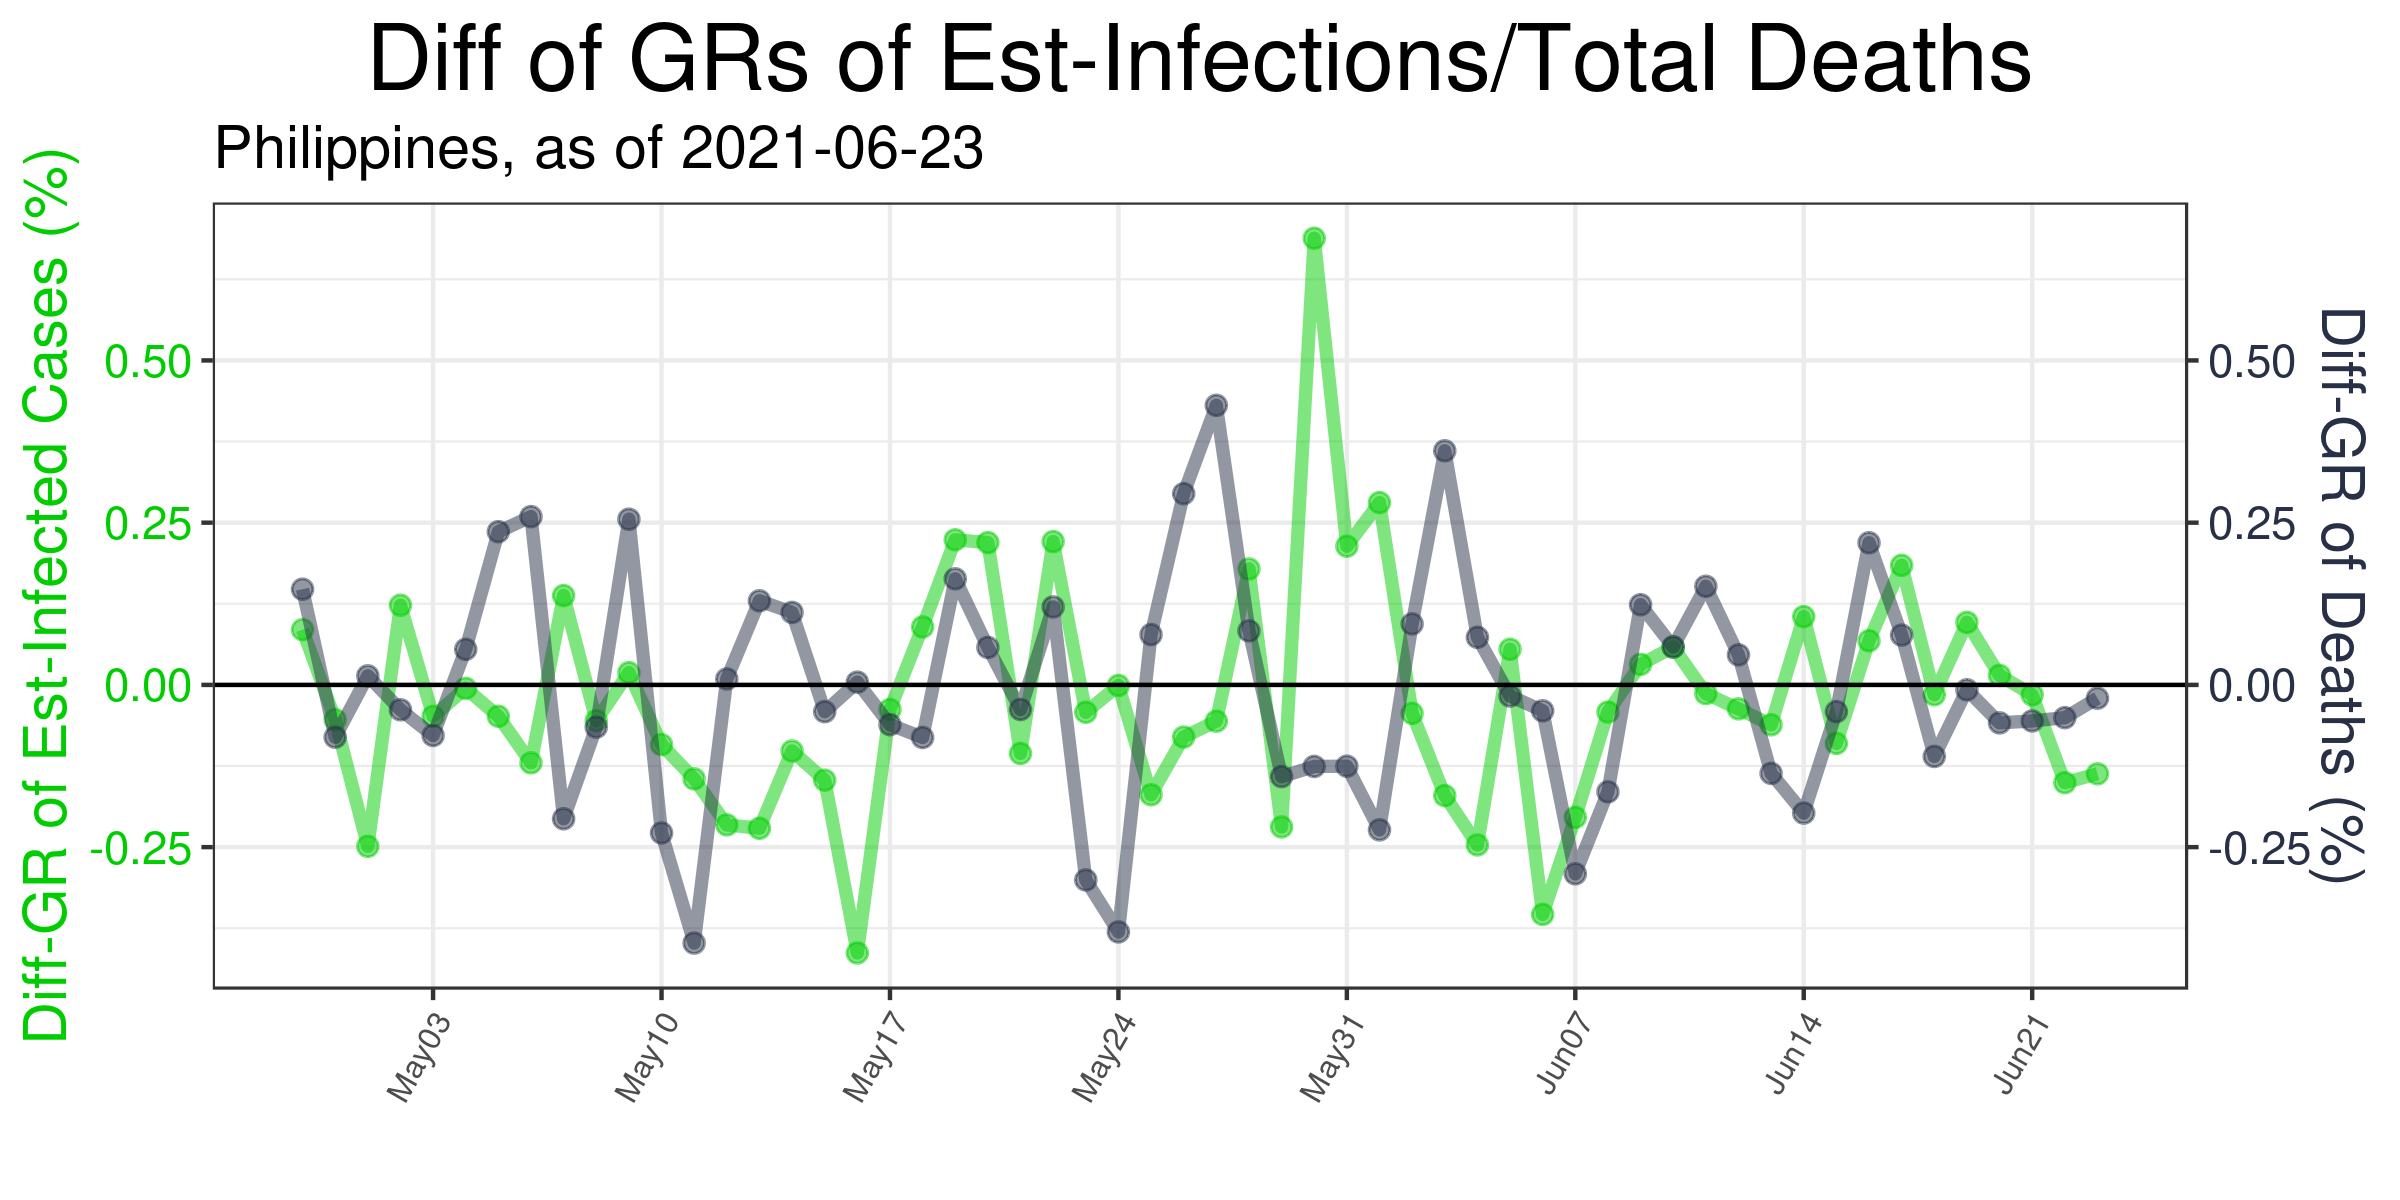 Diff of GRs of Est-Infections/Total Deaths
Philippines, as of 2021-06-23
Diff-GR of Est-Infected Cases (%)
0.50
0.25
0.00
-0.25
0.50
0.25
0.00
-0.25
Diff-GR of Deaths (%)
May03
May10
May17
May24
May31
Jun07
Jun14
Jun21